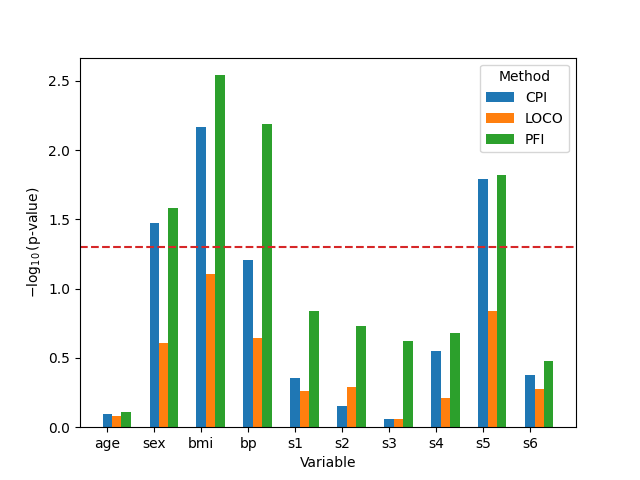 Method
CPI
LOCO
PFI
2.5
2.0
1.5
1.0
0.5
0.0
−log₁₀(p-value)
age sex bmi bp s1 s2 s3 s4 s5 s6
Variable